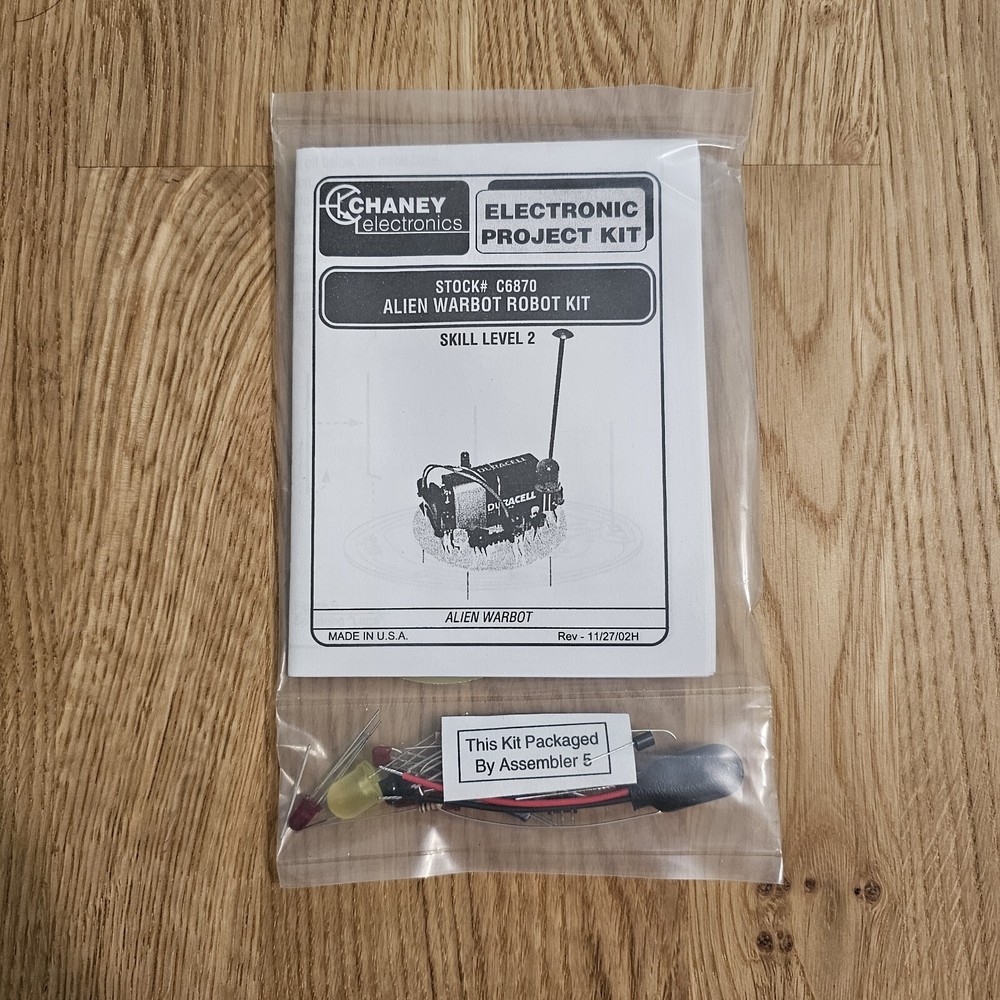 CHANEY
electronics
ELECTRONIC
PROJECT KIT
STOCK# C6870
ALIEN WARBOT ROBOT KIT
SKILL LEVEL 2
DURACELL
DURACELL
ALIEN WARBOT
MADE IN U.S.A.
Rev - 11/27/02H
This Kit Packaged
By Assembler 5